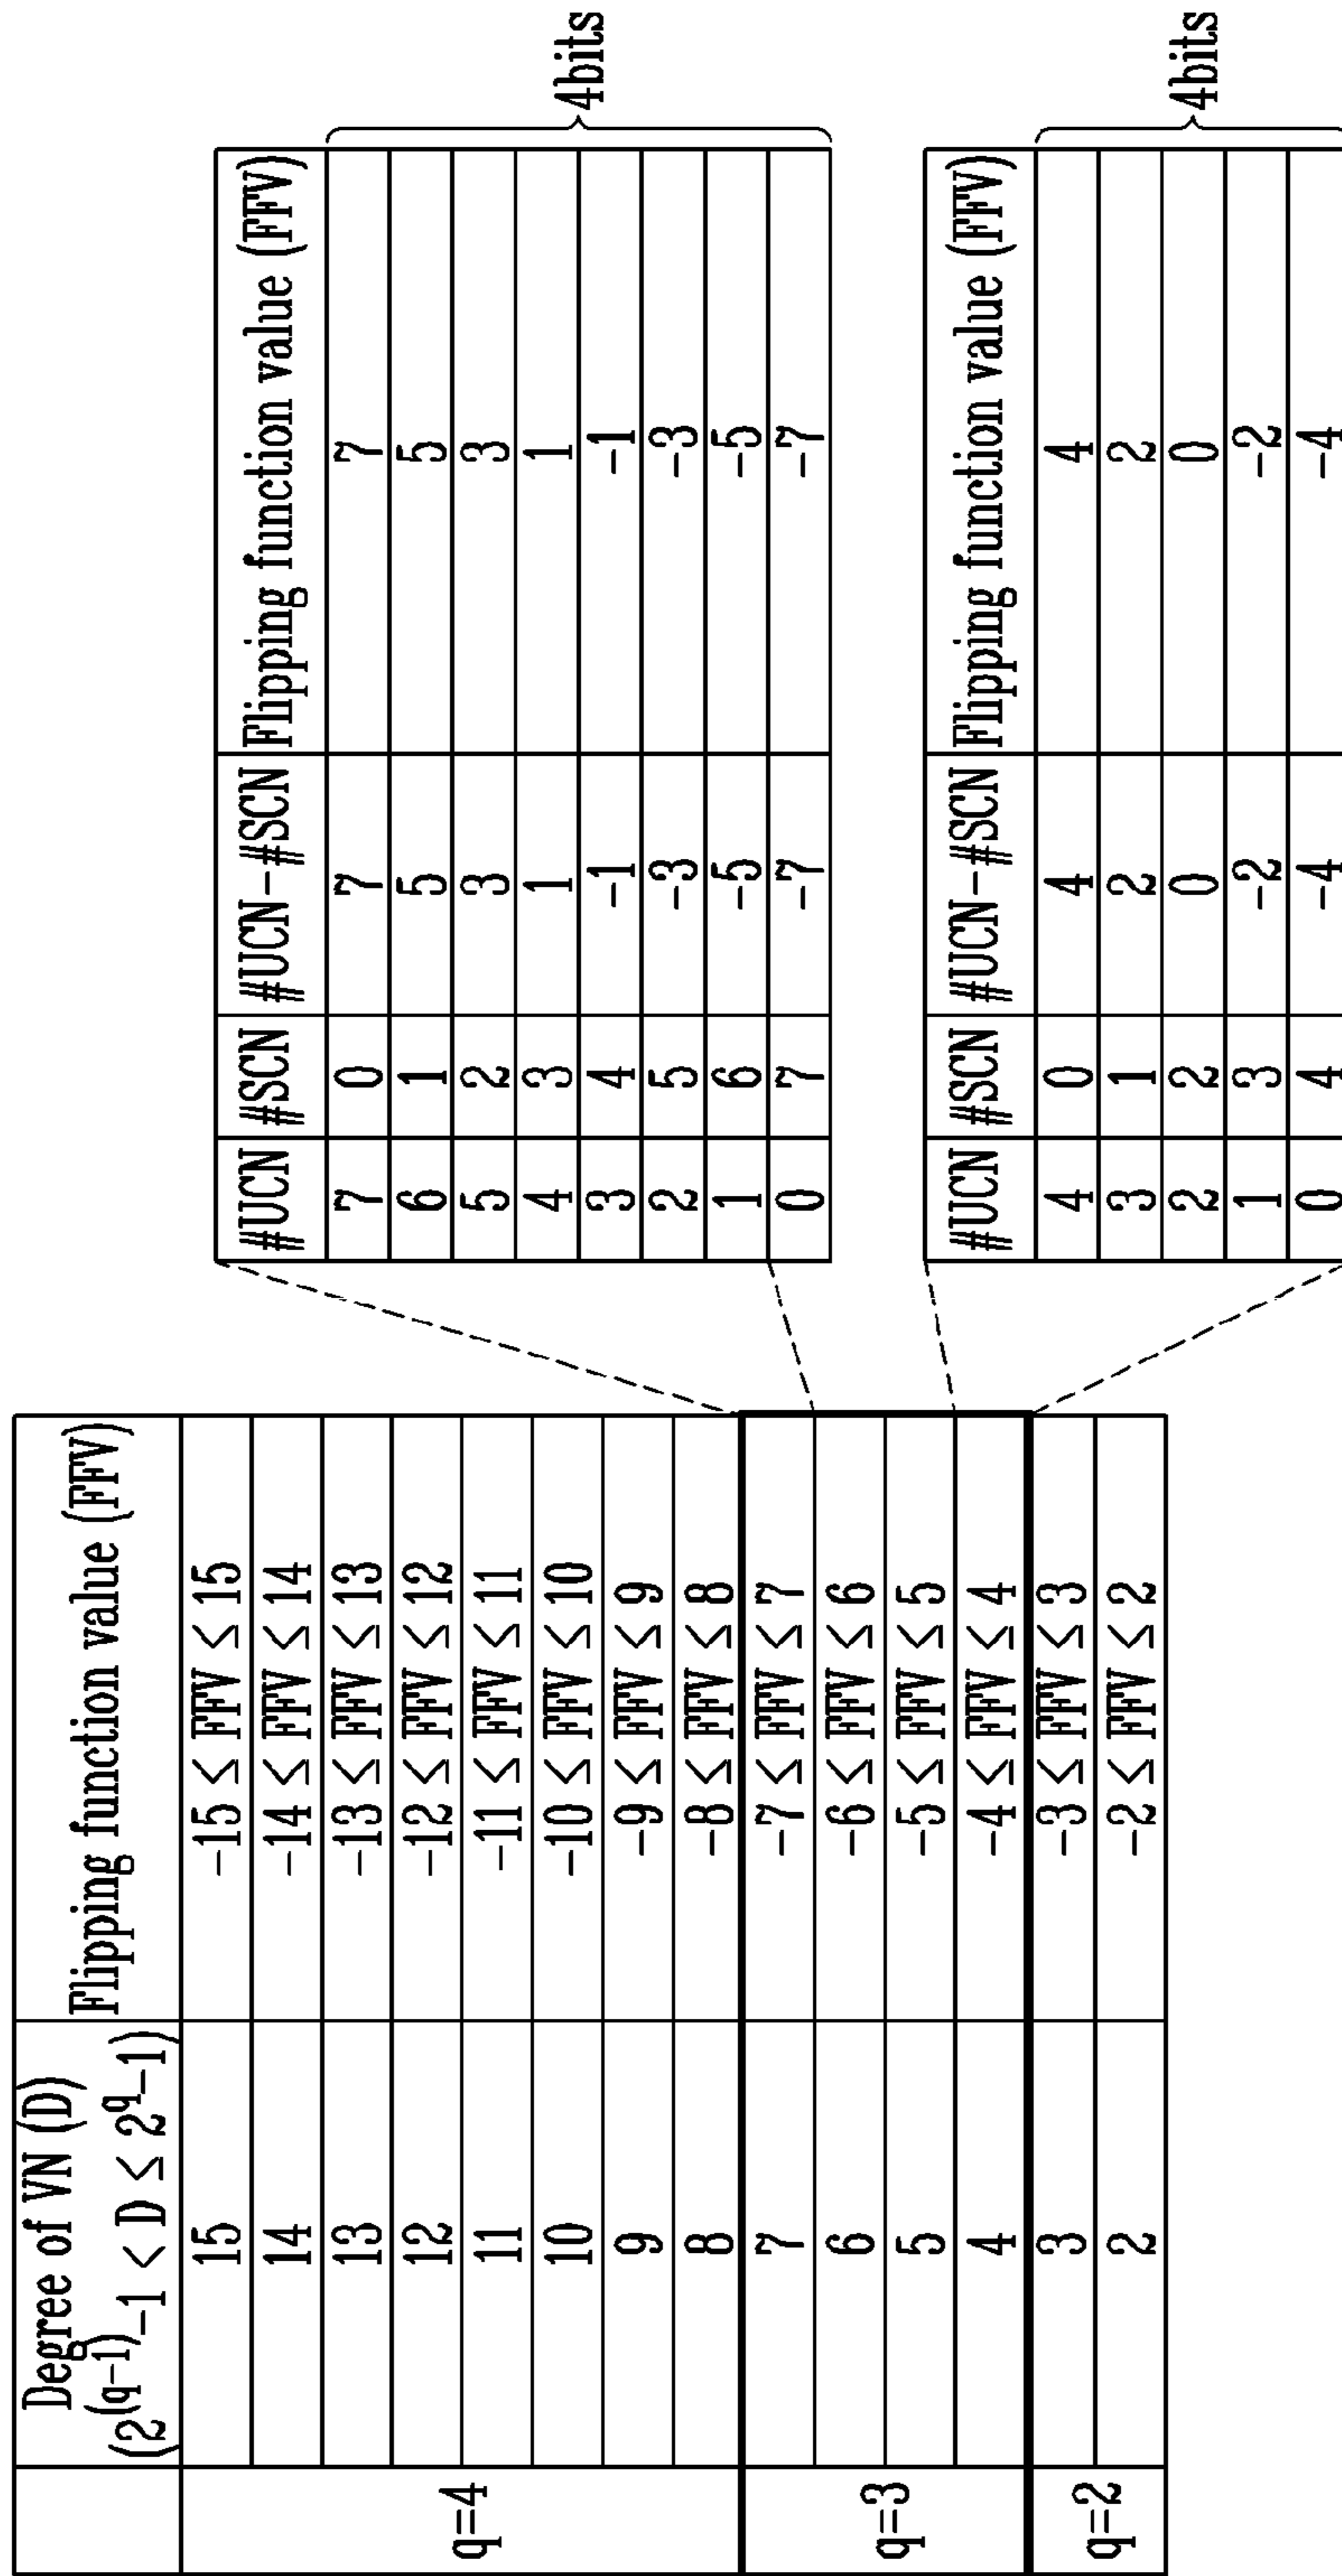 Degree of VN (D) Flipping function value (FFV)
(2^(q-1)-1 < D ≤ 2^q-1)
q=4
15 -15 ≤ FFV ≤ 15
14 -14 ≤ FFV ≤ 14
13 -13 ≤ FFV ≤ 13
12 -12 ≤ FFV ≤ 12
11 -11 ≤ FFV ≤ 11
10 -10 ≤ FFV ≤ 10
9 -9 ≤ FFV ≤ 9
8 -8 ≤ FFV ≤ 8
q=3
7 -7 ≤ FFV ≤ 7
6 -6 ≤ FFV ≤ 6
5 -5 ≤ FFV ≤ 5
4 -4 ≤ FFV ≤ 4
q=2
3 -3 ≤ FFV ≤ 3
2 -2 ≤ FFV ≤ 2
#UCN #SCN #UCN-#SCN Flipping function value (FFV)
7 0 7 7
6 1 5 5
5 2 3 3
4 3 1 1
3 4 -1 -1
2 5 -3 -3
1 6 -5 -5
0 7 -7 -7
4bits
#UCN #SCN #UCN-#SCN Flipping function value (FFV)
4 0 4 4
3 1 2 2
2 2 0 0
1 3 -2 -2
0 4 -4 -4
4bits